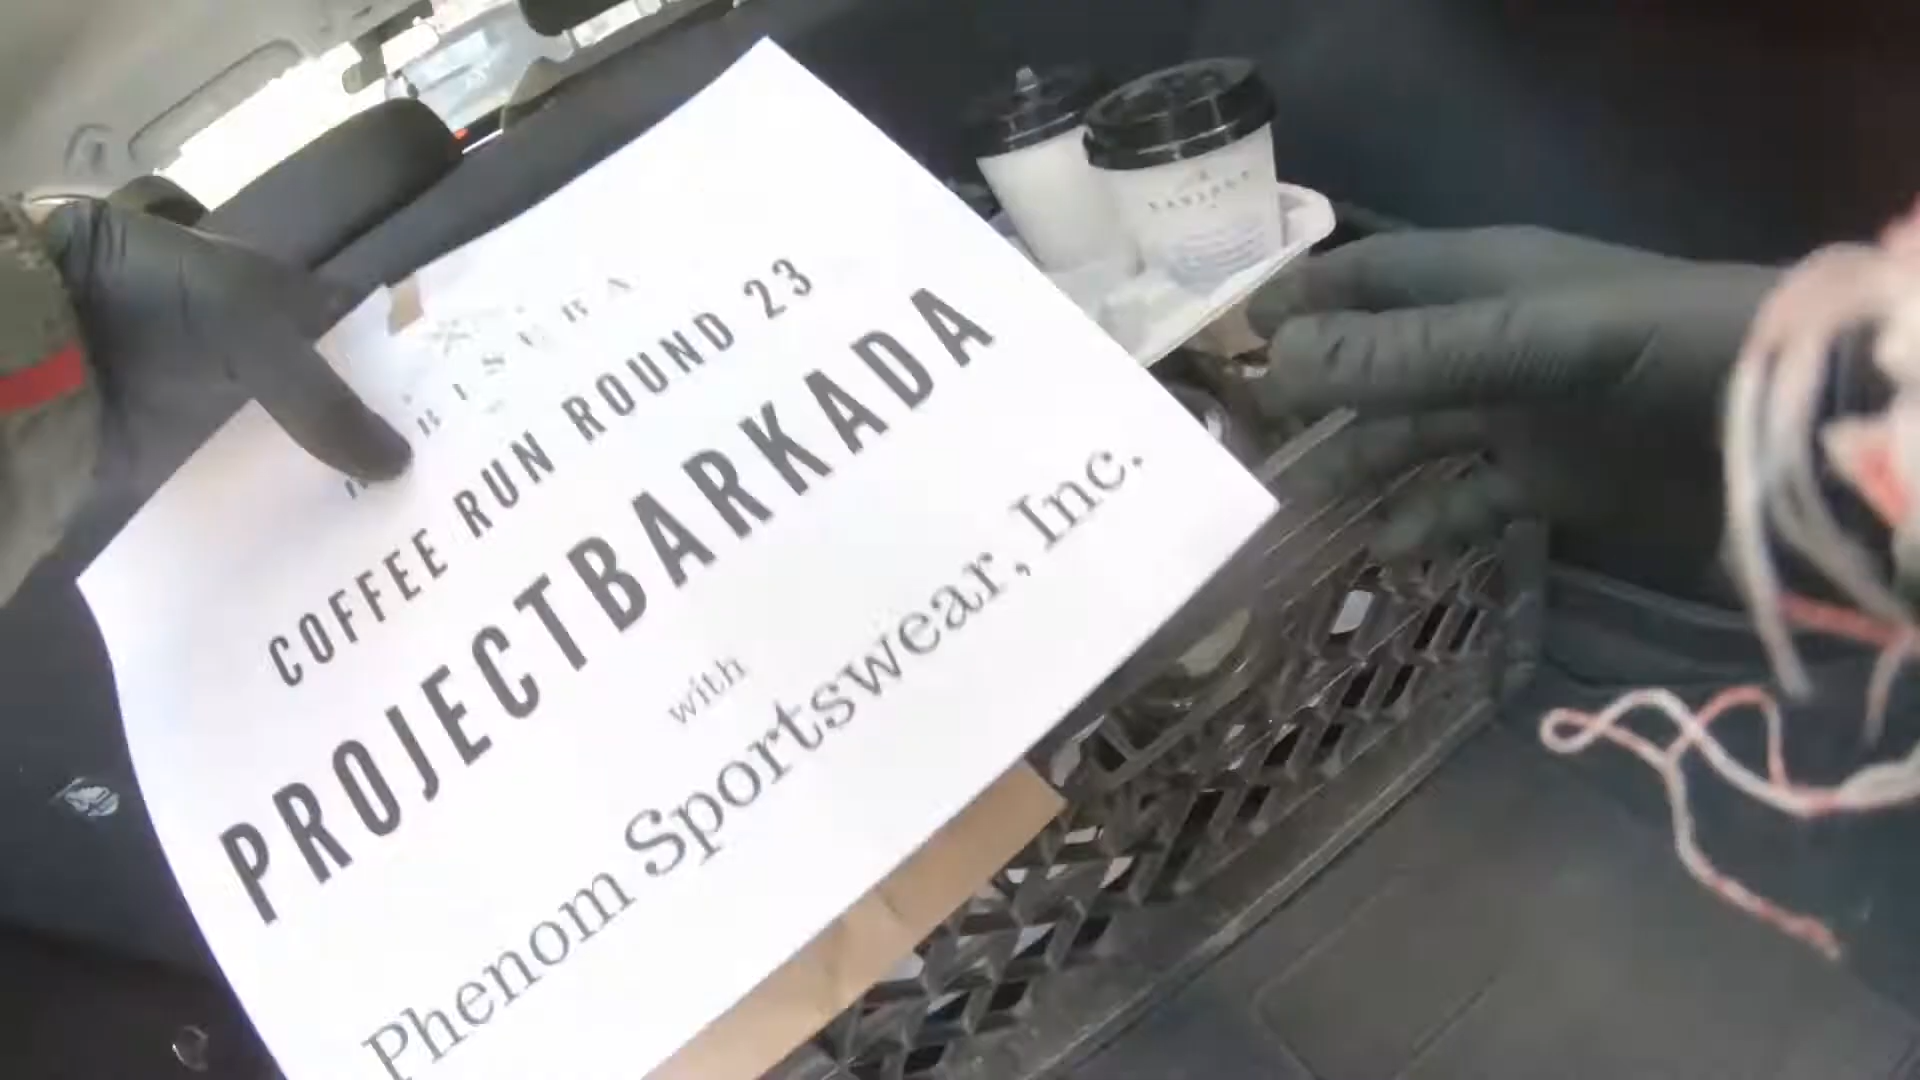 COFFEE RUN ROUND 23
PROJECTBARKADA
with
Phenom Sportswear, Inc.